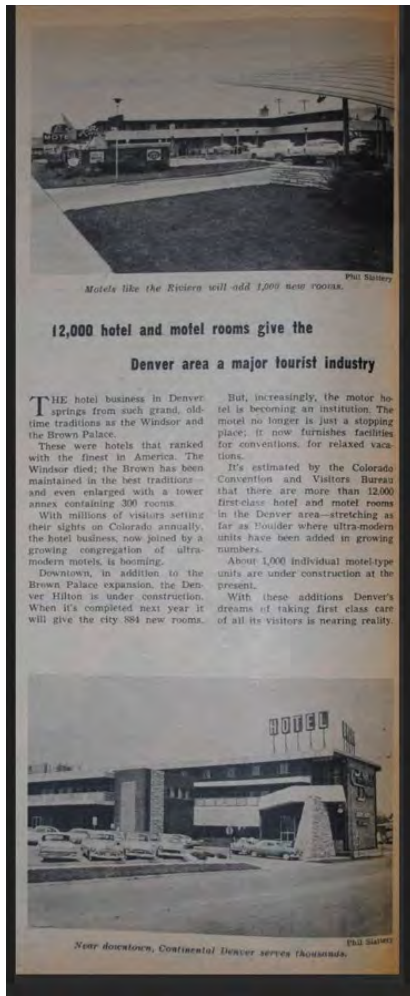 MOTEL
Phil Slattery
Motels like the Riviera will add 1,000 new rooms.
12,000 hotel and motel rooms give the
Denver area a major tourist industry
THE hotel business in Denver
springs from such grand, old-
time traditions as the Windsor and
the Brown Palace.
These were hotels that ranked
with the finest in America. The
Windsor died; the Brown has been
maintained in the best traditions—
and even enlarged with a tower
annex containing 300 rooms.
With millions of visitors setting
their sights on Colorado annually,
the hotel business, now joined by a
growing congregation of ultra-
modern motels, is booming.
Downtown, in addition to the
Brown Palace expansion, the Den-
ver Hilton is under construction.
When it's completed next year it
will give the city 884 new rooms.
But, increasingly, the motor ho-
tel is becoming an institution. The
motel no longer is just a stopping
place; it now furnishes facilities
for conventions, for relaxed vaca-
tions.
It's estimated by the Colorado
Convention and Visitors Bureau
that there are more than 12,000
first-class hotel and motel rooms
in the Denver area—stretching as
far as Boulder where ultra-modern
units have been added in growing
numbers.
About 1,000 individual motel-type
units are under construction at the
present.
With these additions Denver's
dreams of taking first class care
of all its visitors is nearing reality.
HOTEL
Phil Slattery
Near downtown, Continental Denver serves thousands.